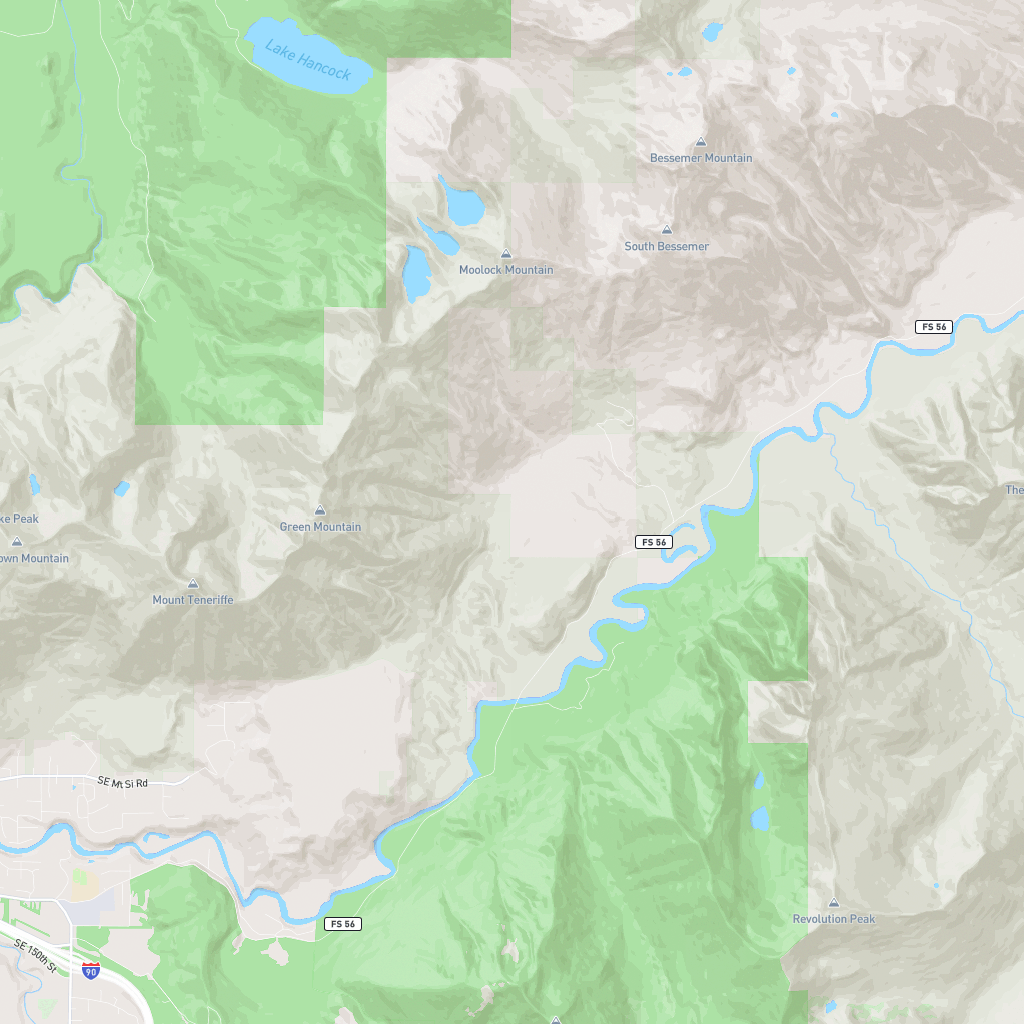 Lake Hancock
Bessemer Mountain
South Bessemer
Moolock Mountain
FS 56
The
ke Peak
Green Mountain
own Mountain
FS 56
Mount Teneriffe
SE Mt Si Rd
FS 56
Revolution Peak
SE 150th St
90